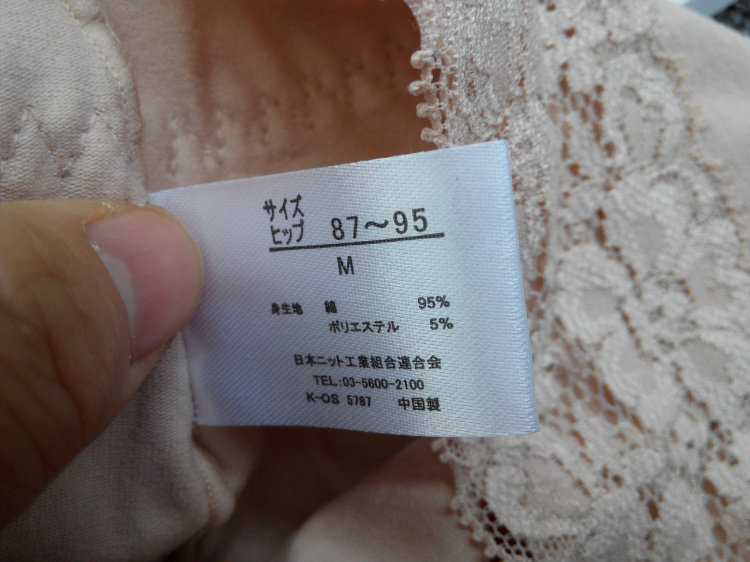 サイズ
ヒップ 87~95
M
身生地 綿 95%
ポリエステル 5%
日本ニット工業組合連合会
TEL:03-5600-2100
K-OS 5787 中国製